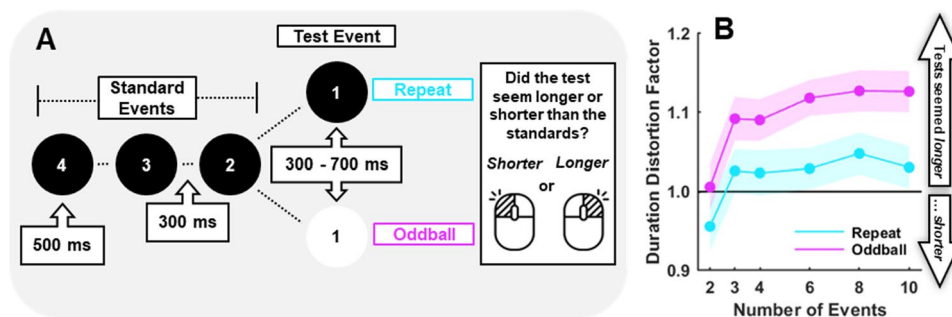 A
Test Event
Standard
Events
1
Repeat
4
3
2
300 - 700 ms
500 ms
300 ms
1
Oddball
Did the test
seem longer or
shorter than the
standards?
Shorter Longer
or
B
Duration Distortion Factor
1.2
1.1
1.0
0.9
2 3 4 6 8 10
Number of Events
Repeat
Oddball
Tests seemed longer
... shorter